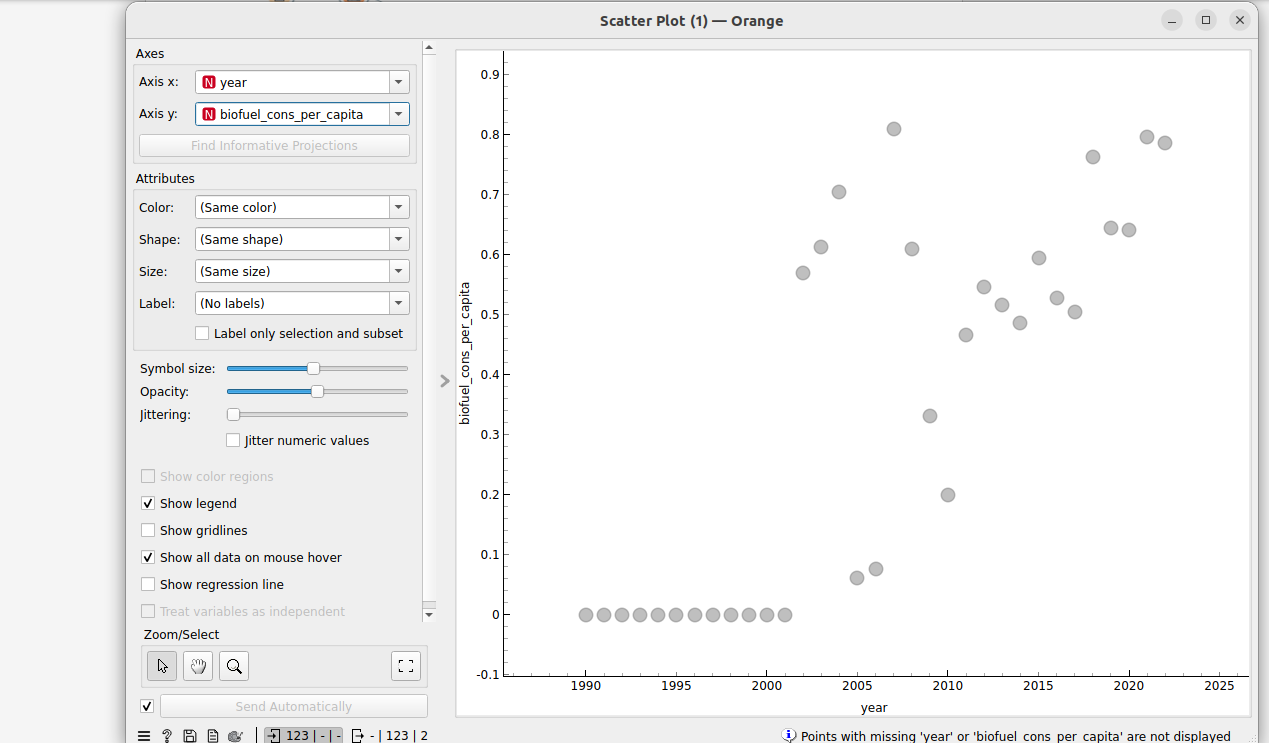 Scatter Plot (1) — Orange
Axes
Axis x: N year
Axis y: N biofuel_cons_per_capita
Find Informative Projections
Attributes
Color: (Same color)
Shape: (Same shape)
Size: (Same size)
Label: (No labels)
Label only selection and subset
Symbol size:
Opacity:
Jittering:
Jitter numeric values
Show color regions
Show legend
Show gridlines
Show all data on mouse hover
Show regression line
Treat variables as independent
Zoom/Select
Send Automatically
123 | - | - - | 123 | 2
0.9
0.8
0.7
0.6
0.5
0.4
0.3
0.2
0.1
0
-0.1
biofuel_cons_per_capita
1990 1995 2000 2005 2010 2015 2020 2025
year
Points with missing 'year' or 'biofuel_cons_per_capita' are not displayed